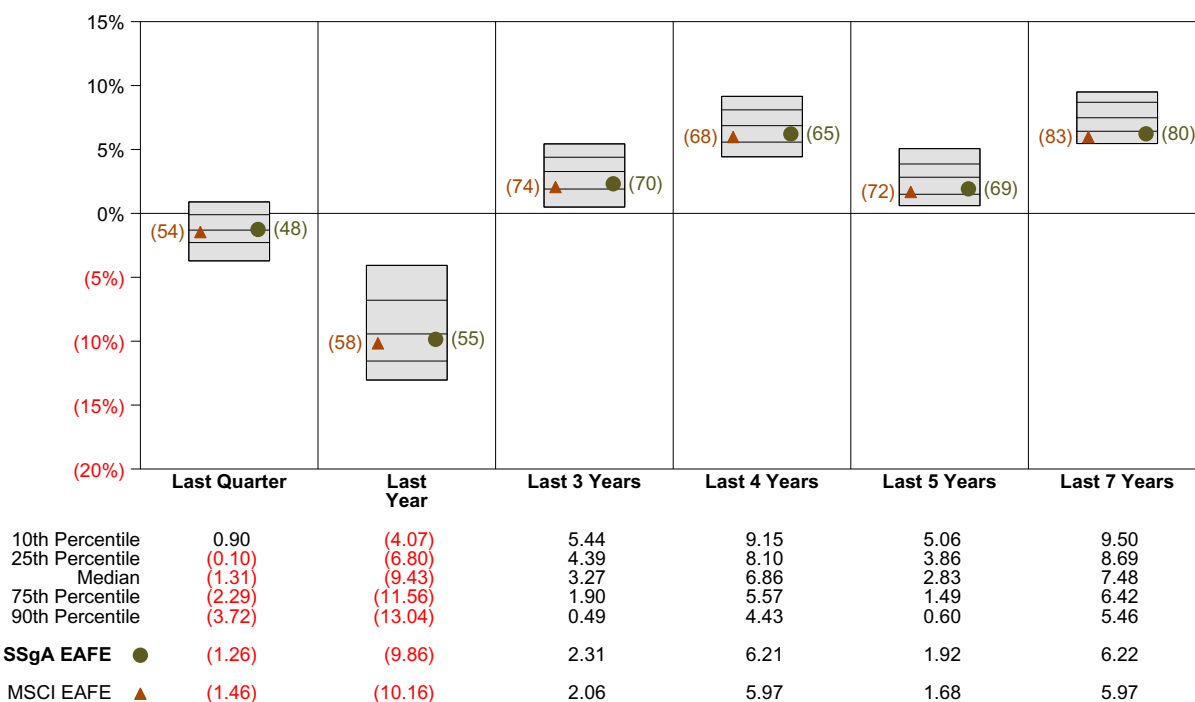 15%
10%
5%
0%
(5%)
(10%)
(15%)
(20%)
(54) (48)
(58) (55)
(74) (70)
(68) (65)
(72) (69)
(83) (80)
Last Quarter Last Year Last 3 Years Last 4 Years Last 5 Years Last 7 Years
10th Percentile 0.90 (4.07) 5.44 9.15 5.06 9.50
25th Percentile (0.10) (6.80) 4.39 8.10 3.86 8.69
Median (1.31) (9.43) 3.27 6.86 2.83 7.48
75th Percentile (2.29) (11.56) 1.90 5.57 1.49 6.42
90th Percentile (3.72) (13.04) 0.49 4.43 0.60 5.46
SSgA EAFE (1.26) (9.86) 2.31 6.21 1.92 6.22
MSCI EAFE (1.46) (10.16) 2.06 5.97 1.68 5.97